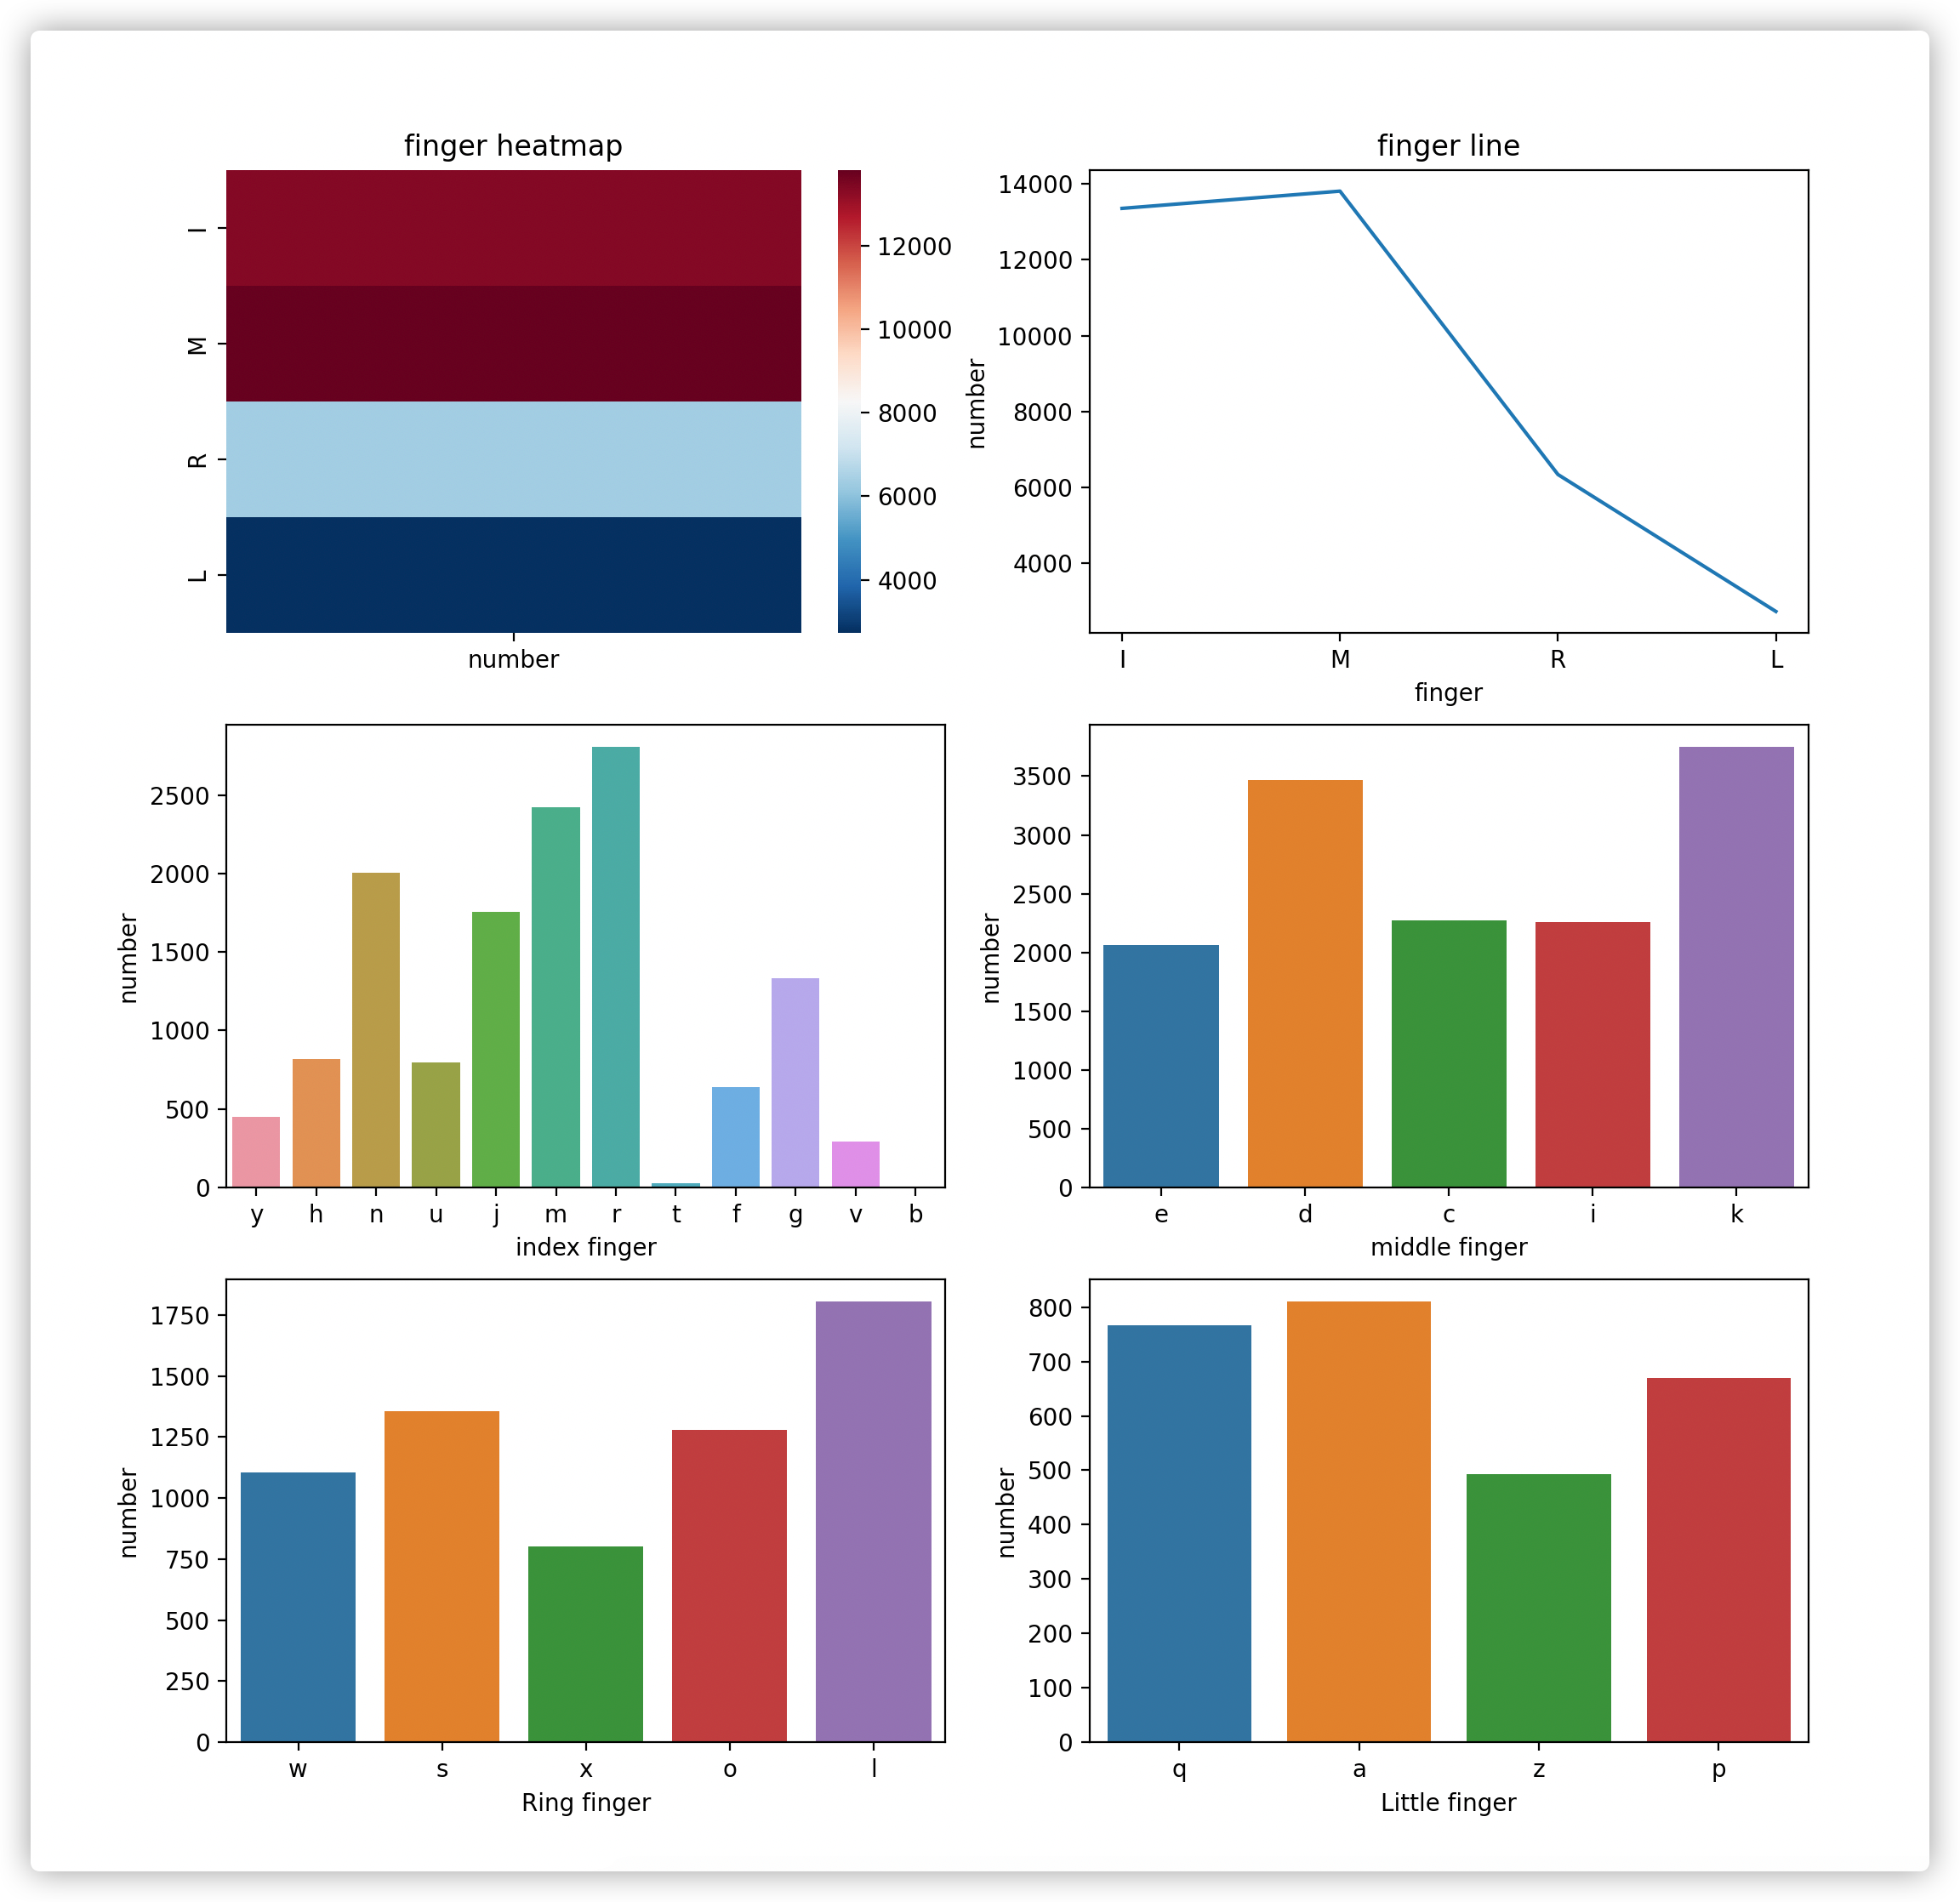 finger heatmap
I
M
R
L
number
12000
10000
8000
6000
4000
finger line
14000
12000
10000
8000
6000
4000
number
I M R L
finger
2500
2000
1500
1000
500
0
number
y h n u j m r t f g v b
index finger
3500
3000
2500
2000
1500
1000
500
0
number
e d c i k
middle finger
1750
1500
1250
1000
750
500
250
0
number
w s x o l
Ring finger
800
700
600
500
400
300
200
100
0
number
q a z p
Little finger